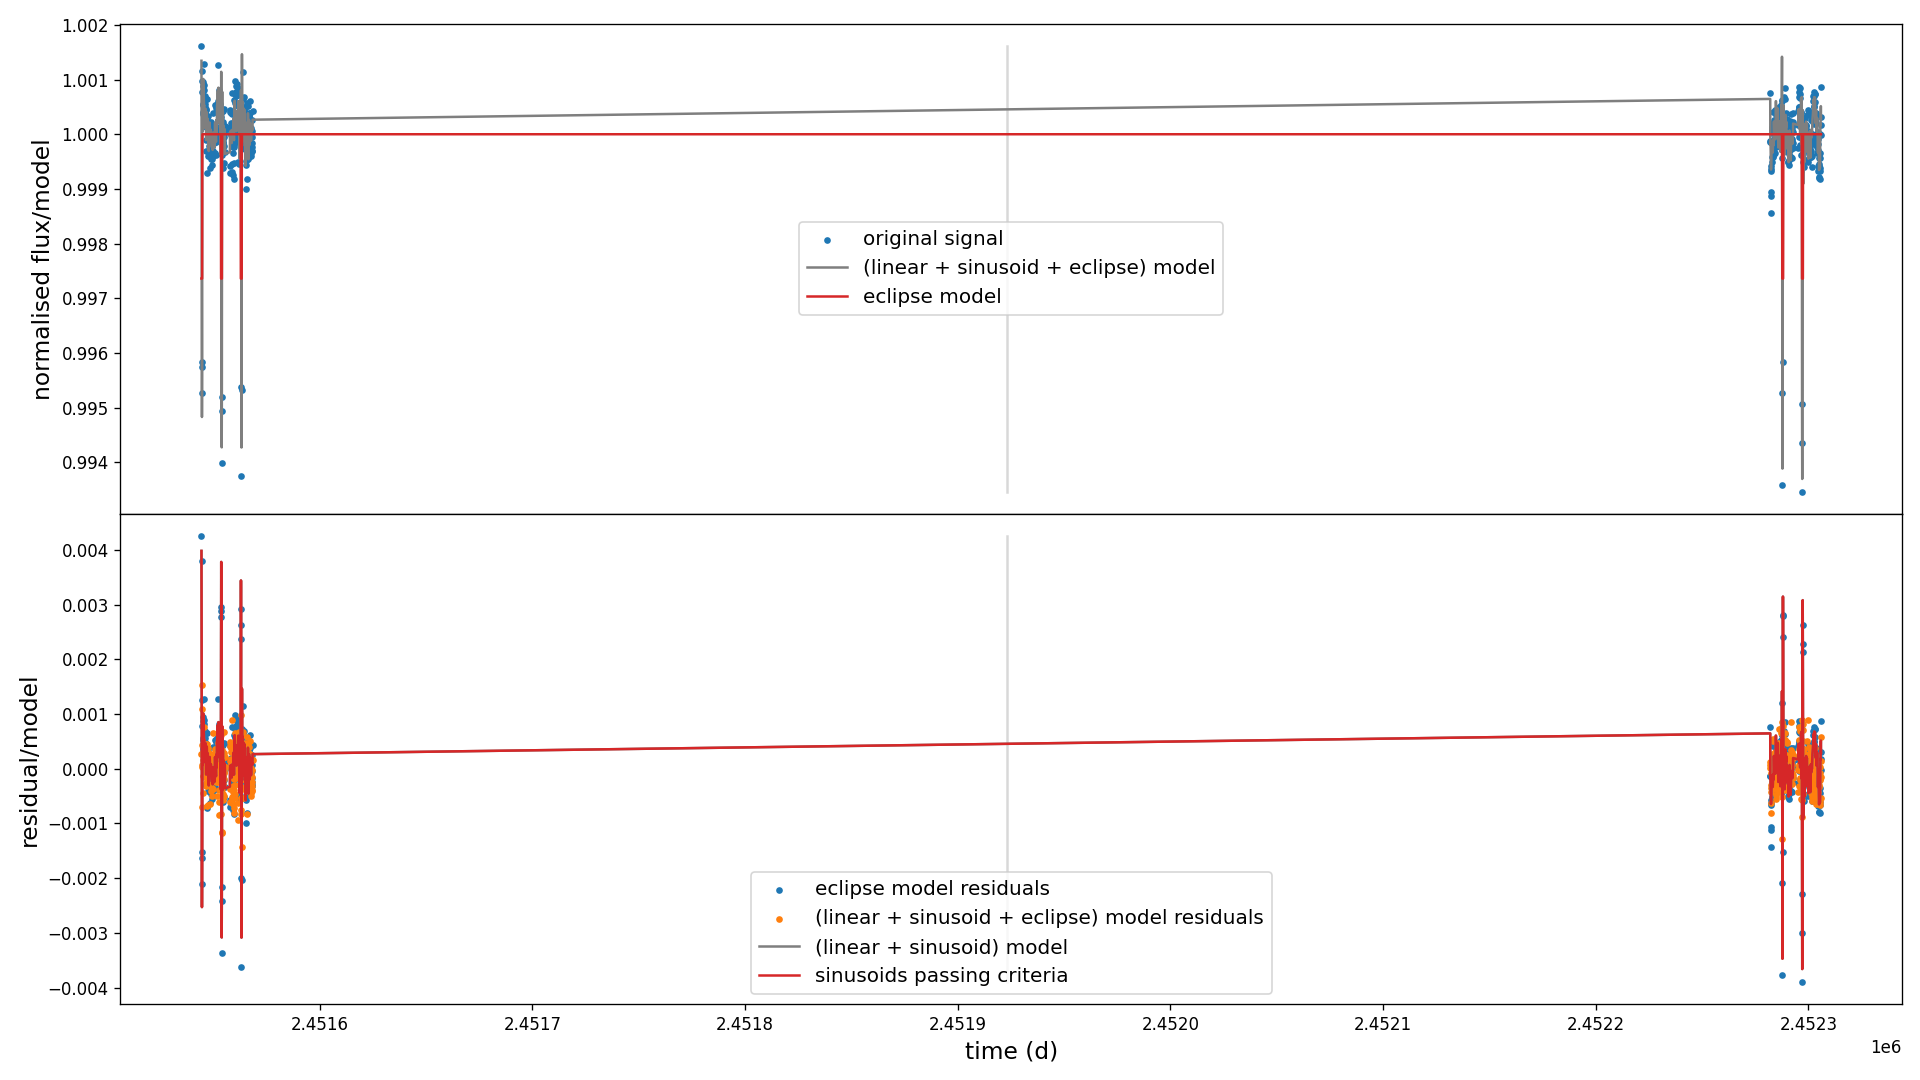 1.002
1.001
1.000
0.999
0.998
0.997
0.996
0.995
0.994
normalised flux/model
original signal
(linear + sinusoid + eclipse) model
eclipse model
0.004
0.003
0.002
0.001
0.000
−0.001
−0.002
−0.003
−0.004
residual/model
eclipse model residuals
(linear + sinusoid + eclipse) model residuals
(linear + sinusoid) model
sinusoids passing criteria
2.4516 2.4517 2.4518 2.4519 2.4520 2.4521 2.4522 2.4523
1e6
time (d)